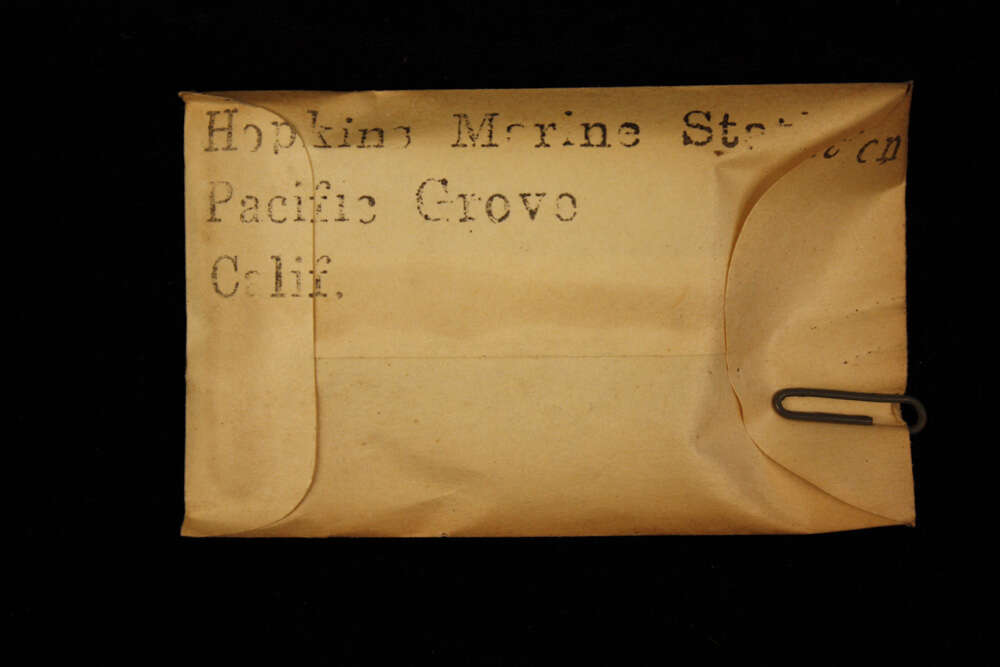 Hopkins Marine Station
Pacific Grove
Calif.